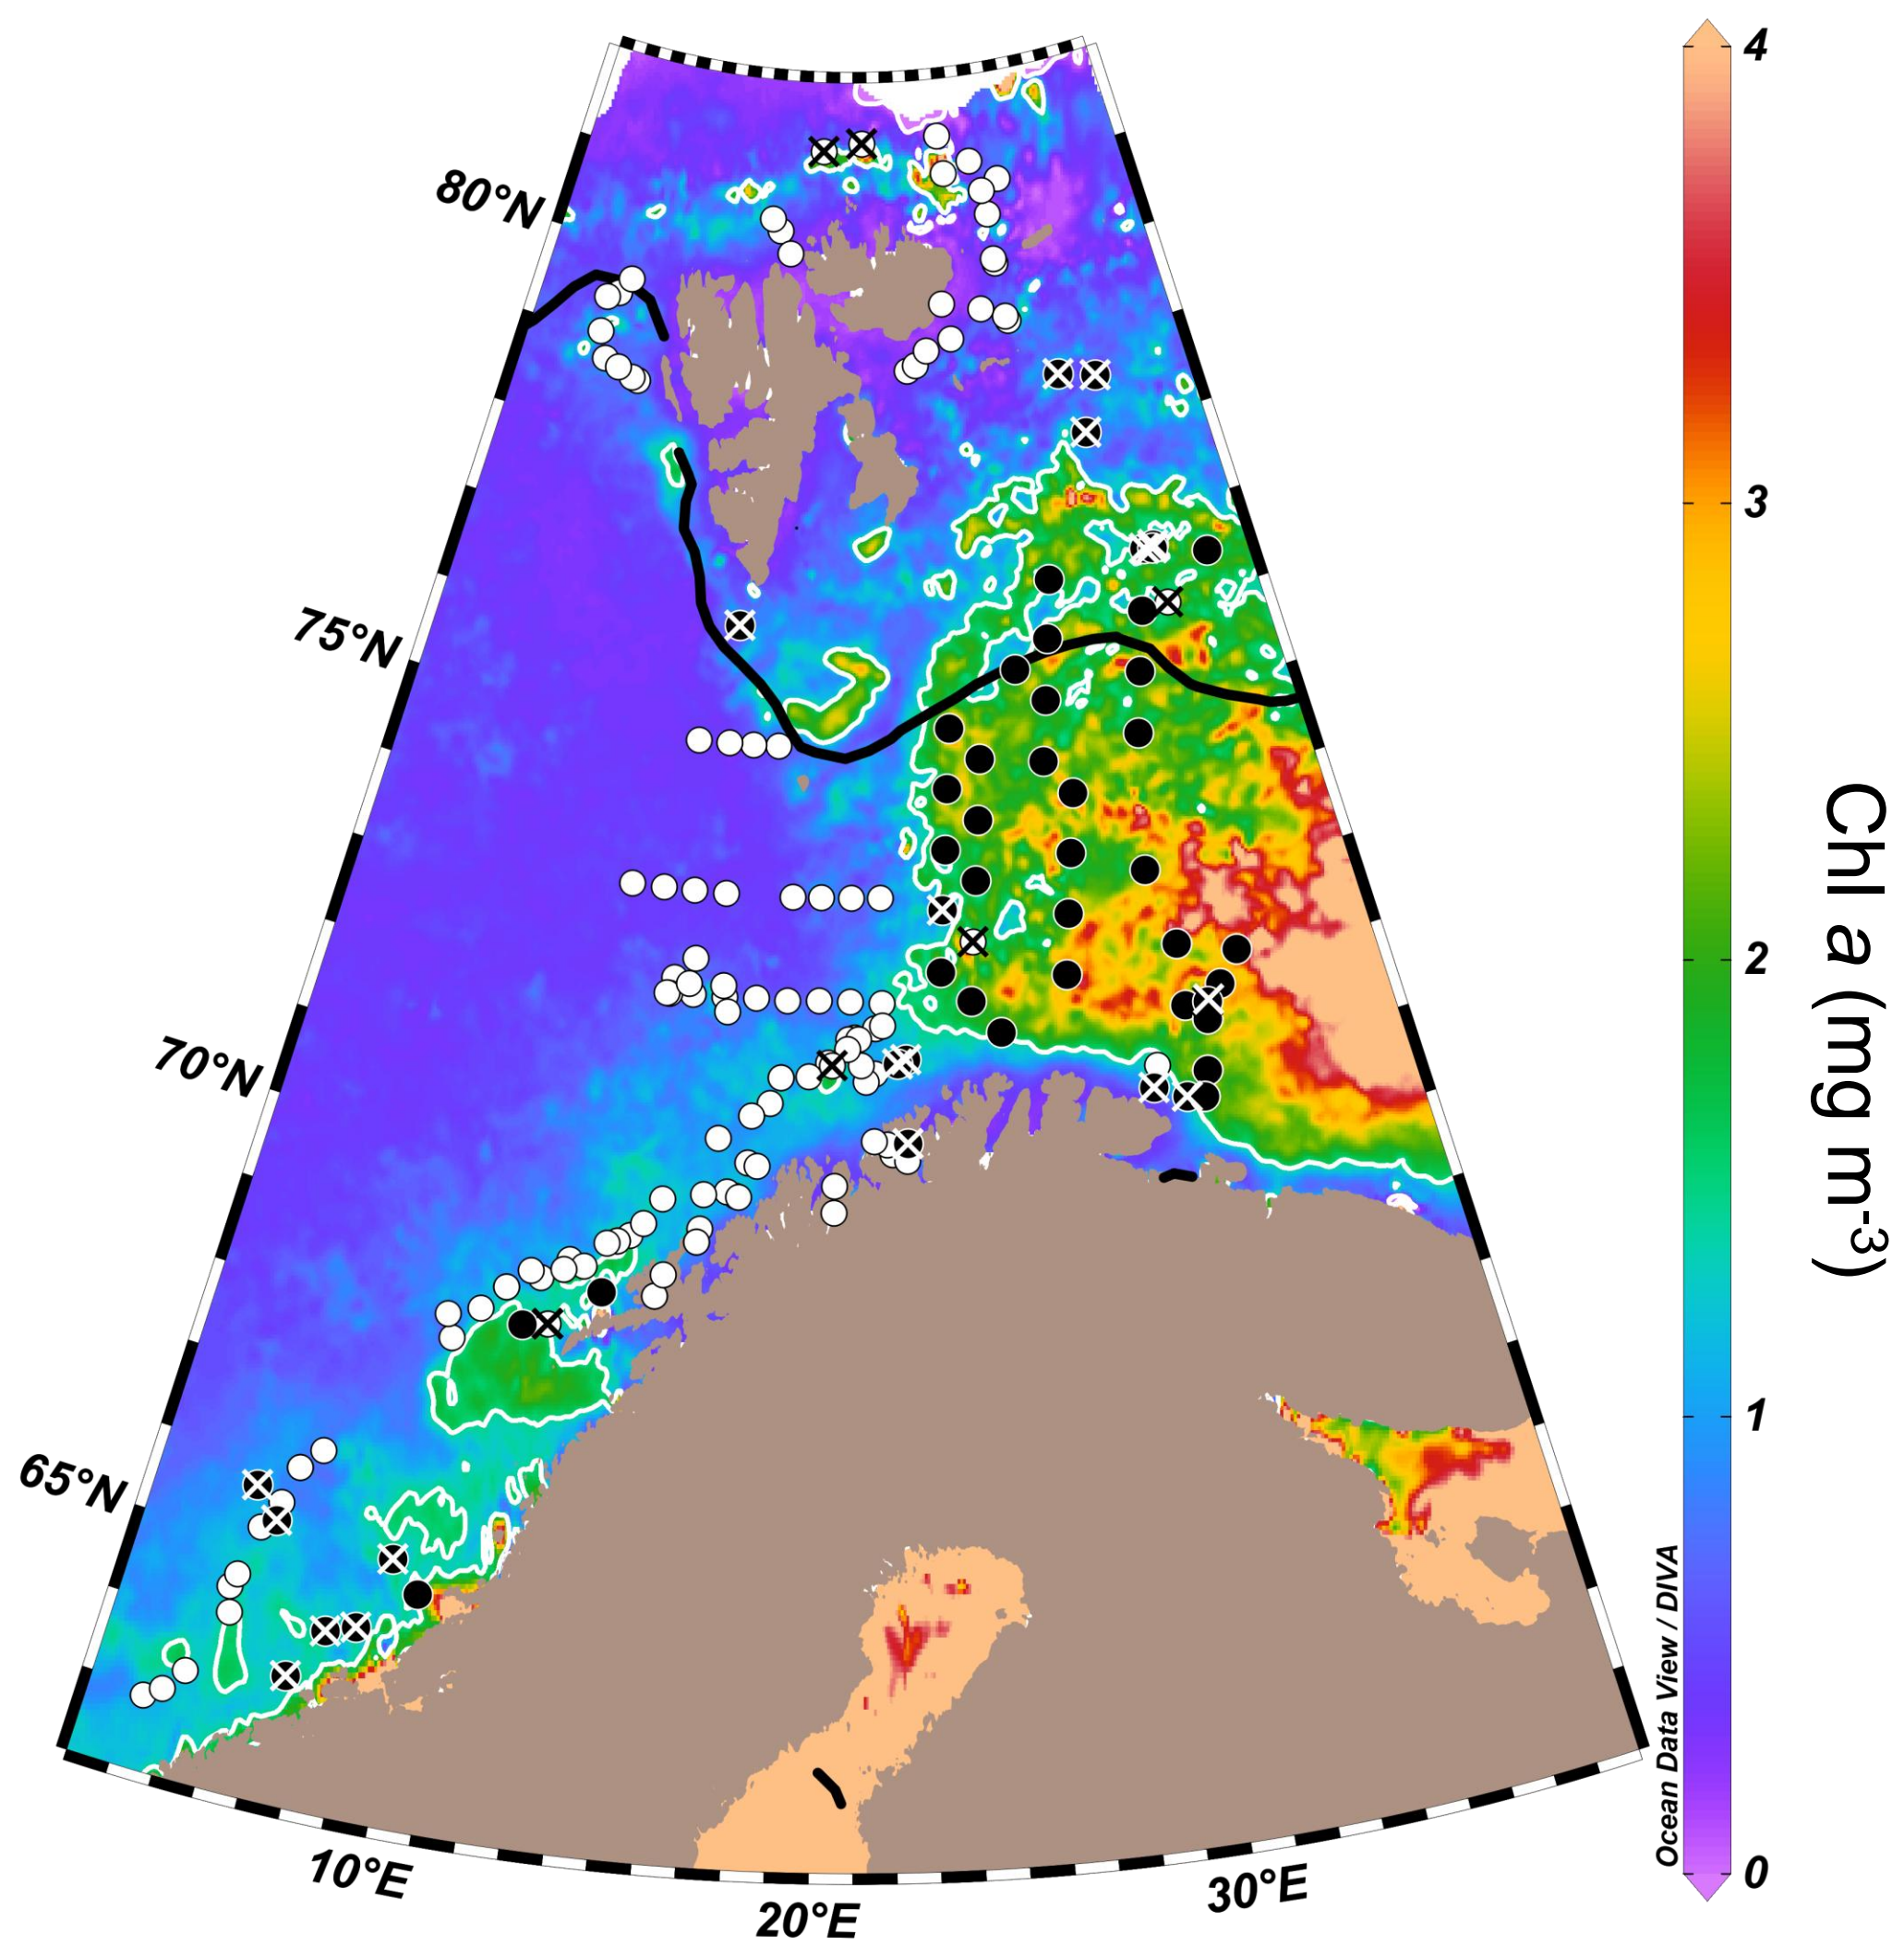 80°N
75°N
70°N
65°N
10°E
20°E
30°E
4
3
2
1
0
Chl a (mg m-3)
Ocean Data View / DIVA